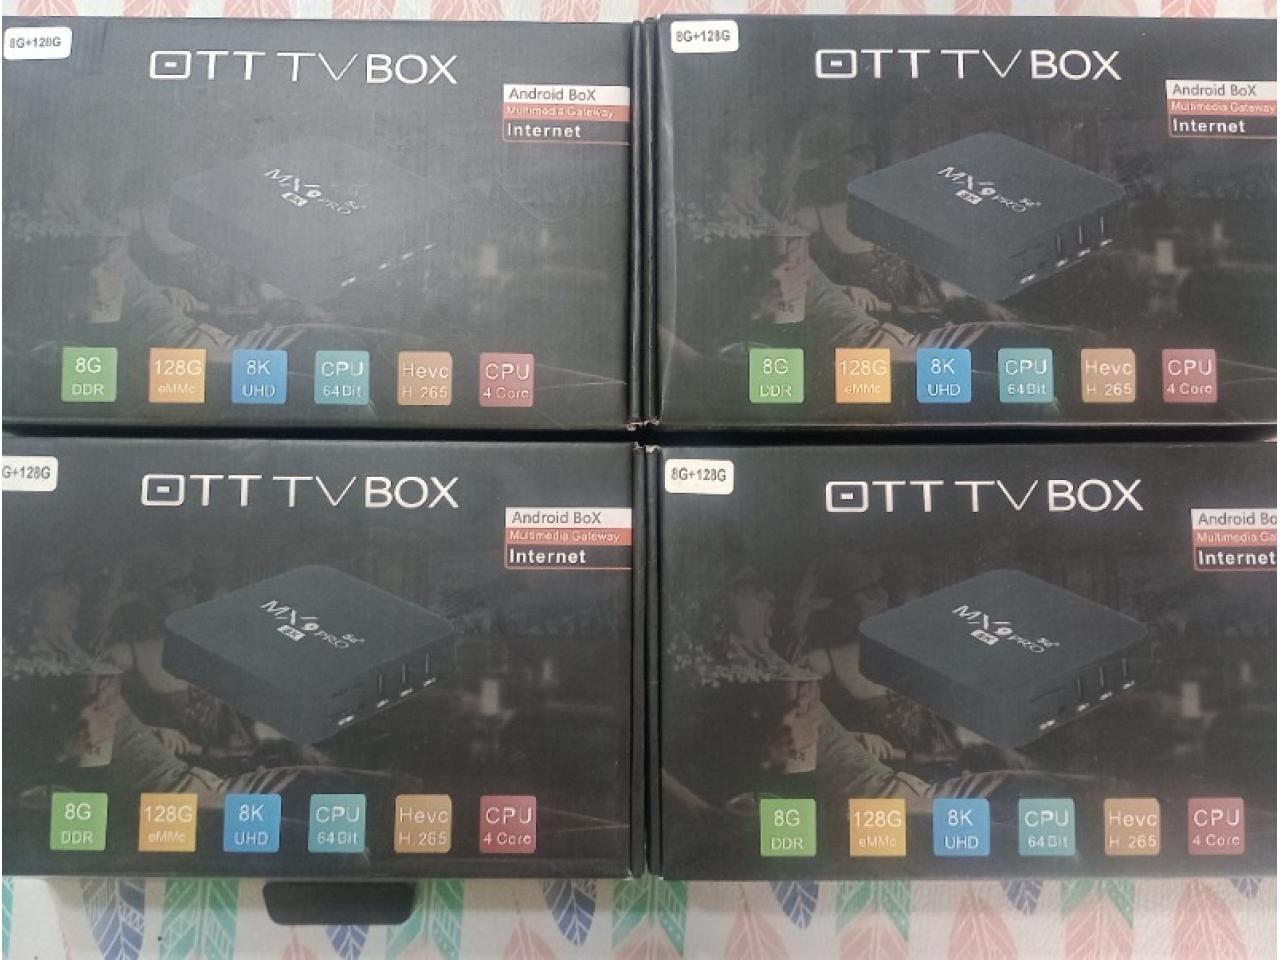 8G+128G
OTT TV BOX
Android BoX
Multimedia Gateway
Internet
MX9 PRO 5G
8K
8G DDR
128G eMMc
8K UHD
CPU 64Bit
Hevc H.265
CPU 4 Core
8G+128G
OTT TV BOX
Android BoX
Multimedia Gateway
Internet
MX9 PRO 5G
8K
8G DDR
128G eMMc
8K UHD
CPU 64Bit
Hevc H.265
CPU 4 Core
G+128G
OTT TV BOX
Android BoX
Multimedia Gateway
Internet
MX9 PRO 5G
8K
8G DDR
128G eMMc
8K UHD
CPU 64Bit
Hevc H.265
CPU 4 Core
8G+128G
OTT TV BOX
Android Bo
Multimedia Ga
Internet
MX9 PRO 5G
8K
8G DDR
128G eMMc
8K UHD
CPU 64Bit
Hevc H.265
CPU 4 Core